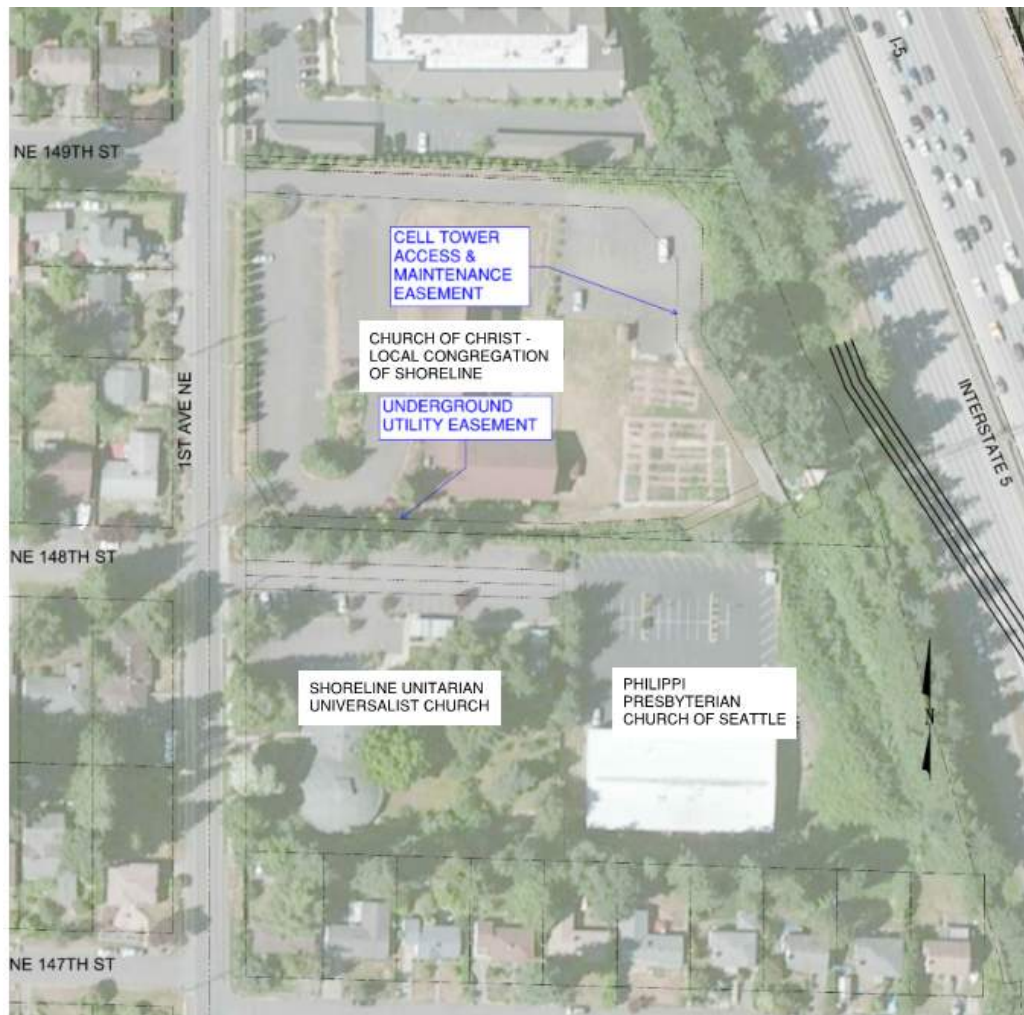 I-5
NE 149TH ST
CELL TOWER
ACCESS &
MAINTENANCE
EASEMENT
CHURCH OF CHRIST -
LOCAL CONGREGATION
OF SHORELINE
1ST AVE NE
INTERSTATE 5
UNDERGROUND
UTILITY EASEMENT
NE 148TH ST
SHORELINE UNITARIAN
UNIVERSALIST CHURCH
PHILIPPI
PRESBYTERIAN
CHURCH OF SEATTLE
N
NE 147TH ST